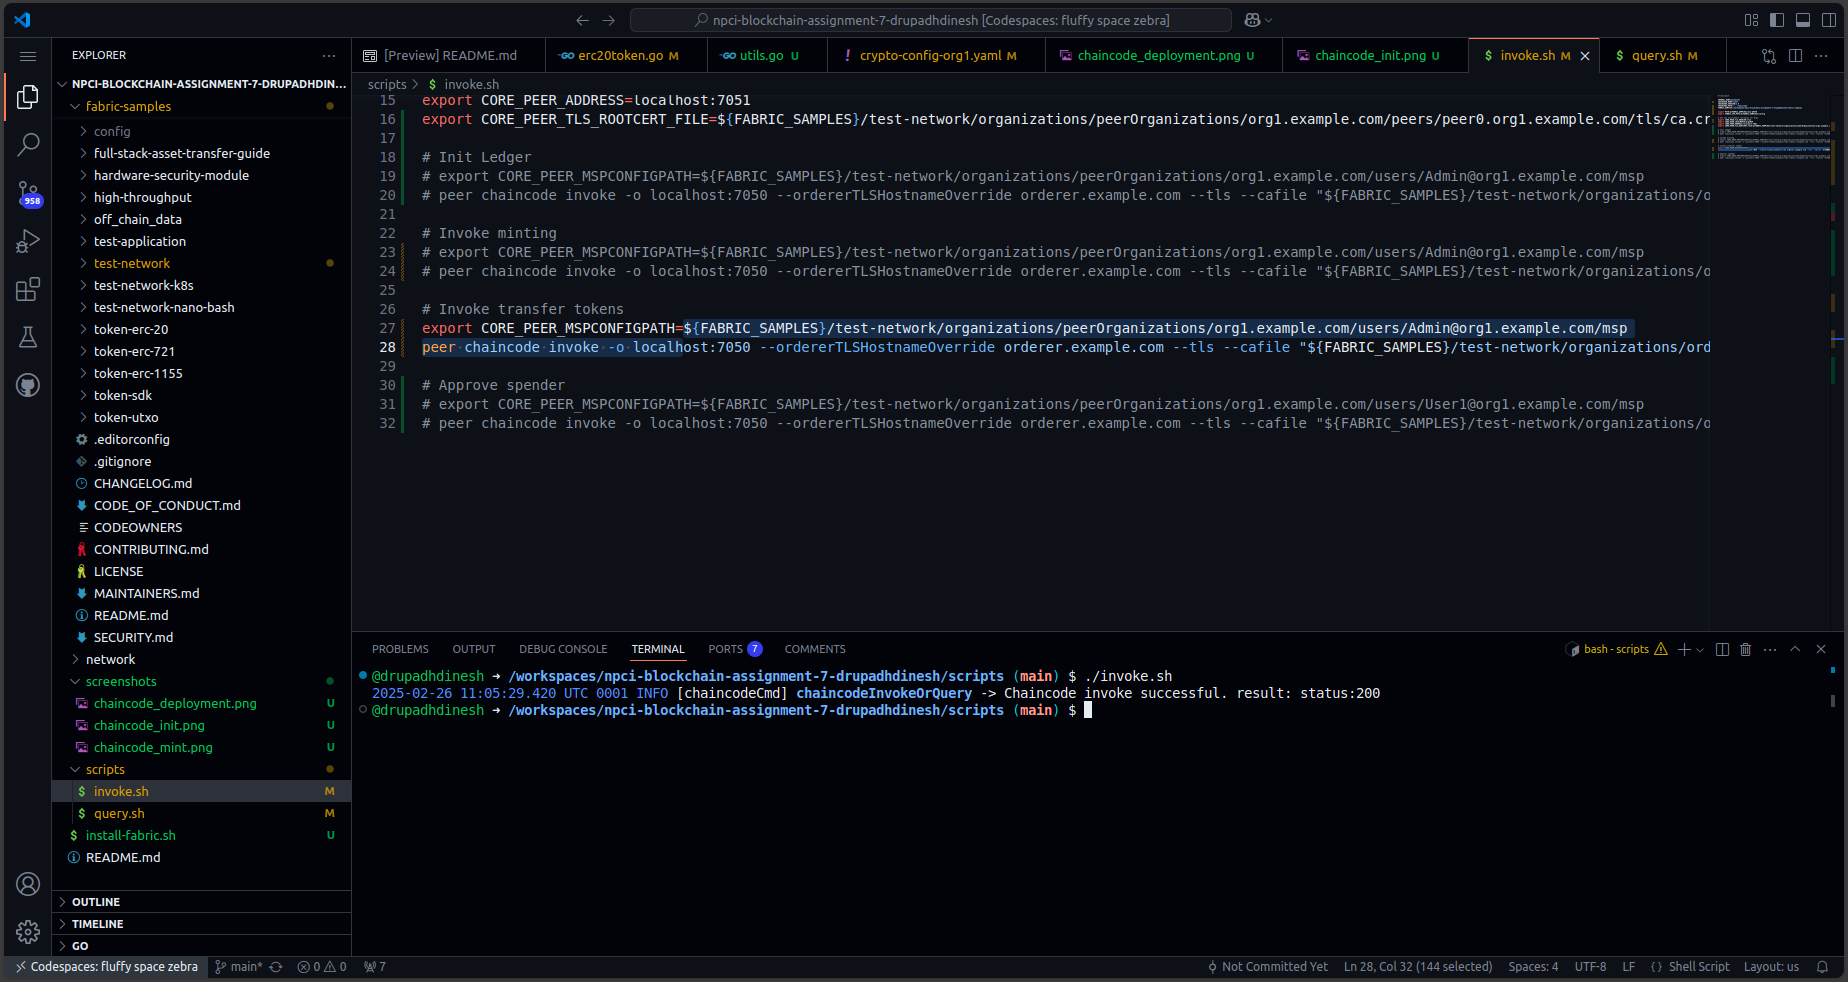 npci-blockchain-assignment-7-drupadhdinesh [Codespaces: fluffy space zebra]
EXPLORER
NPCI-BLOCKCHAIN-ASSIGNMENT-7-DRUPADHDIN...
fabric-samples
config
full-stack-asset-transfer-guide
hardware-security-module
high-throughput
off_chain_data
test-application
test-network
test-network-k8s
test-network-nano-bash
token-erc-20
token-erc-721
token-erc-1155
token-sdk
token-utxo
.editorconfig
.gitignore
CHANGELOG.md
CODE_OF_CONDUCT.md
CODEOWNERS
CONTRIBUTING.md
LICENSE
MAINTAINERS.md
README.md
SECURITY.md
network
screenshots
chaincode_deployment.png U
chaincode_init.png U
chaincode_mint.png U
scripts
$ invoke.sh M
$ query.sh M
$ install-fabric.sh U
README.md
OUTLINE
TIMELINE
GO
958
[Preview] README.md
erc20token.go M
utils.go U
! crypto-config-org1.yaml M
chaincode_deployment.png U
chaincode_init.png U
$ invoke.sh M
$ query.sh M
scripts > $ invoke.sh
15 export CORE_PEER_ADDRESS=localhost:7051
16 export CORE_PEER_TLS_ROOTCERT_FILE=${FABRIC_SAMPLES}/test-network/organizations/peerOrganizations/org1.example.com/peers/peer0.org1.example.com/tls/ca.cr
17
18 # Init Ledger
19 # export CORE_PEER_MSPCONFIGPATH=${FABRIC_SAMPLES}/test-network/organizations/peerOrganizations/org1.example.com/users/Admin@org1.example.com/msp
20 # peer chaincode invoke -o localhost:7050 --ordererTLSHostnameOverride orderer.example.com --tls --cafile "${FABRIC_SAMPLES}/test-network/organizations/o
21
22 # Invoke minting
23 # export CORE_PEER_MSPCONFIGPATH=${FABRIC_SAMPLES}/test-network/organizations/peerOrganizations/org1.example.com/users/Admin@org1.example.com/msp
24 # peer chaincode invoke -o localhost:7050 --ordererTLSHostnameOverride orderer.example.com --tls --cafile "${FABRIC_SAMPLES}/test-network/organizations/o
25
26 # Invoke transfer tokens
27 export CORE_PEER_MSPCONFIGPATH=${FABRIC_SAMPLES}/test-network/organizations/peerOrganizations/org1.example.com/users/Admin@org1.example.com/msp
28 peer chaincode invoke -o localhost:7050 --ordererTLSHostnameOverride orderer.example.com --tls --cafile "${FABRIC_SAMPLES}/test-network/organizations/ord
29
30 # Approve spender
31 # export CORE_PEER_MSPCONFIGPATH=${FABRIC_SAMPLES}/test-network/organizations/peerOrganizations/org1.example.com/users/User1@org1.example.com/msp
32 # peer chaincode invoke -o localhost:7050 --ordererTLSHostnameOverride orderer.example.com --tls --cafile "${FABRIC_SAMPLES}/test-network/organizations/o
PROBLEMS OUTPUT DEBUG CONSOLE TERMINAL PORTS 7 COMMENTS
bash - scripts
@drupadhdinesh → /workspaces/npci-blockchain-assignment-7-drupadhdinesh/scripts (main) $ ./invoke.sh
2025-02-26 11:05:29.420 UTC 0001 INFO [chaincodeCmd] chaincodeInvokeOrQuery -> Chaincode invoke successful. result: status:200
@drupadhdinesh → /workspaces/npci-blockchain-assignment-7-drupadhdinesh/scripts (main) $
Codespaces: fluffy space zebra main* 0 0 7
Not Committed Yet Ln 28, Col 32 (144 selected) Spaces: 4 UTF-8 LF {} Shell Script Layout: us